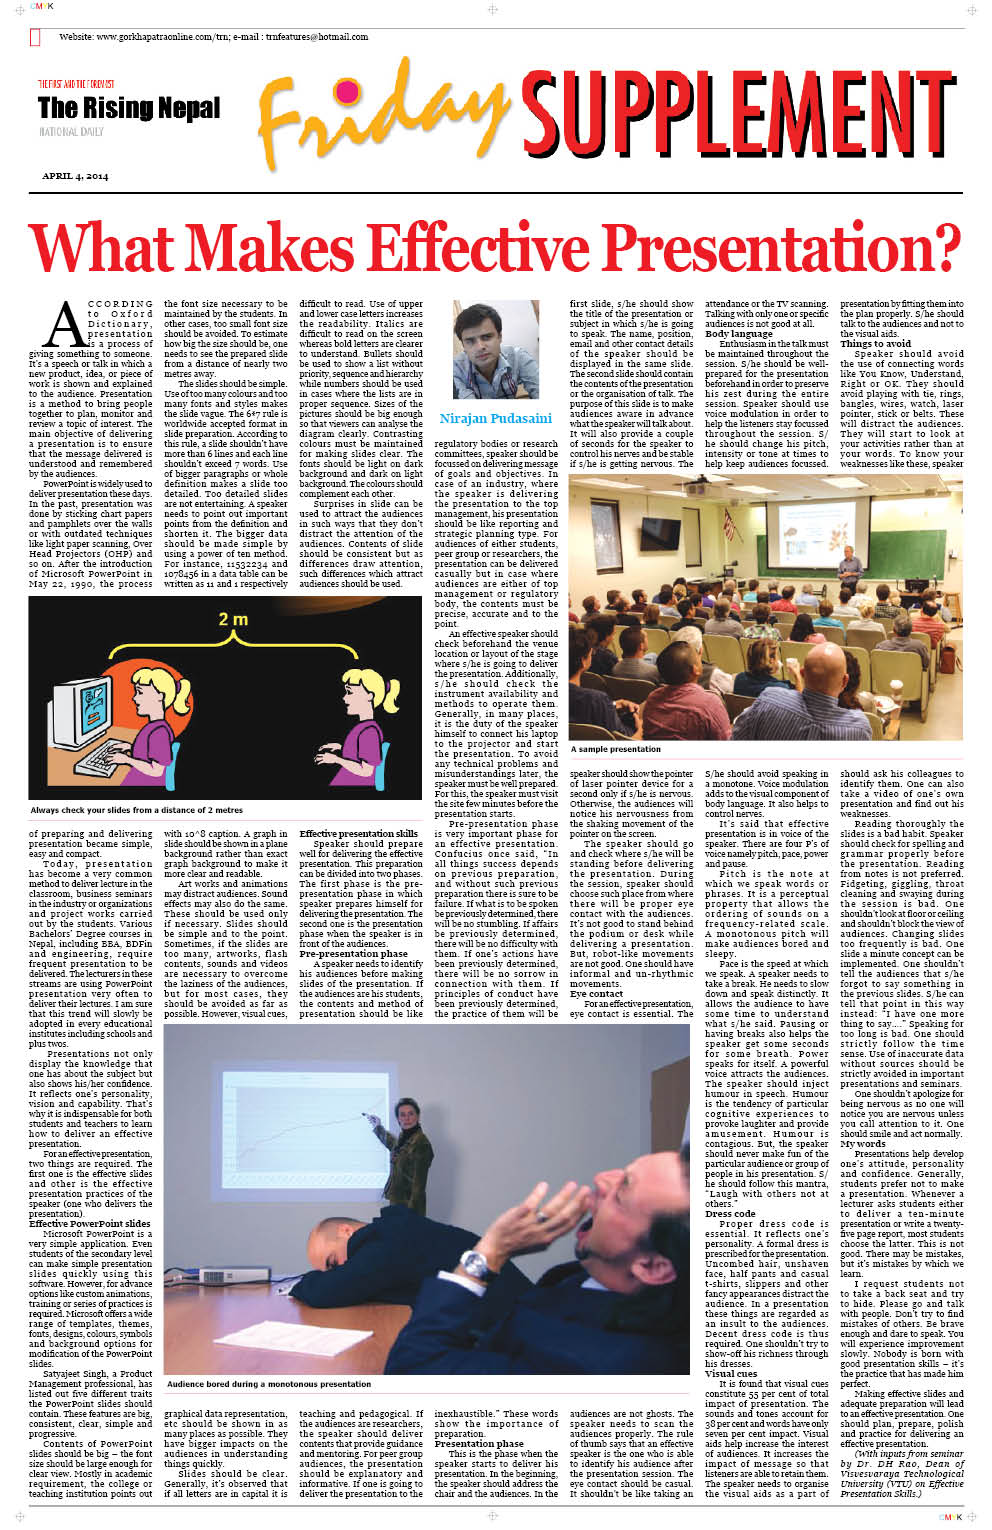 CMYK
Website: www.gorkhapatraonline.com/trn; e-mail : trnfeatures@hotmail.com
THE FIRST AND THE FOREMOST
The Rising Nepal
NATIONAL DAILY
Friday SUPPLEMENT
APRIL 4, 2014
What Makes Effective Presentation?
ACCORDING
to Oxford
Dictionary,
presentation
is a process of
giving something to someone.
It's a speech or talk in which a
new product, idea, or piece of
work is shown and explained
to the audience. Presentation
is a method to bring people
together to plan, monitor and
review a topic of interest. The
main objective of delivering
a presentation is to ensure
that the message delivered is
understood and remembered
by the audiences.
PowerPoint is widely used to
deliver presentation these days.
In the past, presentation was
done by sticking chart papers
and pamphlets over the walls
or with outdated techniques
like light paper scanning, Over
Head Projectors (OHP) and
so on. After the introduction
of Microsoft PowerPoint in
May 22, 1990, the process
of preparing and delivering
presentation became simple,
easy and compact.
Today, presentation
has become a very common
method to deliver lecture in the
classroom, business seminars
in the industry or organizations
and project works carried
out by the students. Various
Bachelors' Degree courses in
Nepal, including BBA, BDFin
and engineering, require
frequent presentation to be
delivered. The lecturers in these
streams are using PowerPoint
presentation very often to
deliver their lectures. I am sure
that this trend will slowly be
adopted in every educational
institutes including schools and
plus twos.
Presentations not only
display the knowledge that
one has about the subject but
also shows his/her confidence.
It reflects one's personality,
vision and capability. That's
why it is indispensable for both
students and teachers to learn
how to deliver an effective
presentation.
For an effective presentation,
two things are required. The
first one is the effective slides
and other is the effective
presentation practices of the
speaker (one who delivers the
presentation).
Effective PowerPoint slides
Microsoft PowerPoint is a
very simple application. Even
students of the secondary level
can make simple presentation
slides quickly using this
software. However, for advance
options like custom animations,
training or series of practices is
required. Microsoft offers a wide
range of templates, themes,
fonts, designs, colours, symbols
and background options for
modification of the PowerPoint
slides.
Satyajeet Singh, a Product
Management professional, has
listed out five different traits
the PowerPoint slides should
contain. These features are big,
consistent, clear, simple and
progressive.
Contents of PowerPoint
slides should be big – the font
size should be large enough for
clear view. Mostly in academic
requirement, the college or
teaching institution points out
the font size necessary to be
maintained by the students. In
other cases, too small font size
should be avoided. To estimate
how big the size should be, one
needs to see the prepared slide
from a distance of nearly two
metres away.
The slides should be simple.
Use of too many colours and too
many fonts and styles makes
the slide vague. The 6*7 rule is
worldwide accepted format in
slide preparation. According to
this rule, a slide shouldn't have
more than 6 lines and each line
shouldn't exceed 7 words. Use
of bigger paragraphs or whole
definition makes a slide too
detailed. Too detailed slides
are not entertaining. A speaker
needs to point out important
points from the definition and
shorten it. The bigger data
should be made simple by
using a power of ten method.
For instance, 11532234 and
1078456 in a data table can be
written as 11 and 1 respectively
with 10^8 caption. A graph in
slide should be shown in a plane
background rather than exact
graph background to make it
more clear and readable.
Art works and animations
may distract audiences. Sound
effects may also do the same.
These should be used only
if necessary. Slides should
be simple and to the point.
Sometimes, if the slides are
too many, artworks, flash
contents, sounds and videos
are necessary to overcome
the laziness of the audiences,
but for most cases, they
should be avoided as far as
possible. However, visual cues,
graphical data representation,
etc should be shown in as
many places as possible. They
have bigger impacts on the
audiences in understanding
things quickly.
Slides should be clear.
Generally, it's observed that
if all letters are in capital it is
difficult to read. Use of upper
and lower case letters increases
the readability. Italics are
difficult to read on the screen
whereas bold letters are clearer
to understand. Bullets should
be used to show a list without
priority, sequence and hierarchy
while numbers should be used
in cases where the lists are in
proper sequence. Sizes of the
pictures should be big enough
so that viewers can analyse the
diagram clearly. Contrasting
colours must be maintained
for making slides clear. The
fonts should be light on dark
background and dark on light
background. The colours should
complement each other.
Surprises in slide can be
used to attract the audiences
in such ways that they don't
distract the attention of the
audiences. Contents of slide
should be consistent but as
differences draw attention,
such differences which attract
audiences should be used.
2 m
Always check your slides from a distance of 2 metres
Effective presentation skills
Speaker should prepare
well for delivering the effective
presentation. This preparation
can be divided into two phases.
The first phase is the pre-
presentation phase in which
speaker prepares himself for
delivering the presentation. The
second one is the presentation
phase when the speaker is in
front of the audiences.
Pre-presentation phase
A speaker needs to identify
his audiences before making
slides of the presentation. If
the audiences are his students,
the contents and method of
presentation should be like
teaching and pedagogical. If
the audiences are researchers,
the speaker should deliver
contents that provide guidance
and mentoring. For peer group
audiences, the presentation
should be explanatory and
informative. If one is going to
deliver the presentation to the
Nirajan Pudasaini
regulatory bodies or research
committees, speaker should be
focussed on delivering message
of goals and objectives. In
case of an industry, where
the speaker is delivering
the presentation to the top
management, his presentation
should be like reporting and
strategic planning type. For
audiences of either students,
peer group or researchers, the
presentation can be delivered
casually but in case where
audiences are either of top
management or regulatory
body, the contents must be
precise, accurate and to the
point.
An effective speaker should
check beforehand the venue
location or layout of the stage
where s/he is going to deliver
the presentation. Additionally,
s/he should check the
instrument availability and
methods to operate them.
Generally, in many places,
it is the duty of the speaker
himself to connect his laptop
to the projector and start
the presentation. To avoid
any technical problems and
misunderstandings later, the
speaker must be well prepared.
For this, the speaker must visit
the site few minutes before the
presentation starts.
Pre-presentation phase
is very important phase for
an effective presentation.
Confucius once said, "In
all things success depends
on previous preparation,
and without such previous
preparation there is sure to be
failure. If what is to be spoken
be previously determined, there
will be no stumbling. If affairs
be previously determined,
there will be no difficulty with
them. If one's actions have
been previously determined,
there will be no sorrow in
connection with them. If
principles of conduct have
been previously determined,
the practice of them will be
inexhaustible." These words
show the importance of
preparation.
Presentation phase
This is the phase when the
speaker starts to deliver his
presentation. In the beginning,
the speaker should address the
chair and the audiences. In the
Audience bored during a monotonous presentation
first slide, s/he should show
the title of the presentation or
subject in which s/he is going
to speak. The name, position,
email and other contact details
of the speaker should be
displayed in the same slide.
The second slide should contain
the contents of the presentation
or the organisation of talk. The
purpose of this slide is to make
audiences aware in advance
what the speaker will talk about.
It will also provide a couple
of seconds for the speaker to
control his nerves and be stable
if s/he is getting nervous. The
A sample presentation
speaker should show the pointer
of laser pointer device for a
second only if s/he is nervous.
Otherwise, the audiences will
notice his nervousness from
the shaking movement of the
pointer on the screen.
The speaker should go
and check where s/he will be
standing before delivering
the presentation. During the
session, speaker should
choose such place from where
there will be proper eye
contact with the audiences.
It's not good to stand behind
the podium or desk while
delivering a presentation.
But, robot-like movements
are not good. One should have
informal and un-rhythmic
movements.
Eye contact
For an effective presentation,
eye contact is essential. The
audiences are not ghosts. The
speaker needs to scan the
audiences properly. The rule
of thumb says that an effective
speaker is the one who is able
to identify his audience after
the presentation session. The
eye contact should be casual.
It shouldn't be like taking an
attendance or the TV scanning.
Talking with only one or specific
audiences is not good at all.
Body language
Enthusiasm in the talk must
be maintained throughout the
session. S/he should be well-
prepared for the presentation
beforehand in order to preserve
his zest during the entire
session. Speaker should use
voice modulation in order to
help the listeners stay focussed
throughout the session. S/
he should change his pitch,
intensity or tone at times to
help keep audiences focussed.
S/he should avoid speaking in
a monotone. Voice modulation
adds to the visual component of
body language. It also helps to
control nerves.
It's said that effective
presentation is in voice of the
speaker. There are four P's of
voice namely pitch, pace, power
and pause.
Pitch is the note at
which we speak words or
phrases. It is a perceptual
property that allows the
ordering of sounds on a
frequency-related scale.
A monotonous pitch will
make audiences bored and
sleepy.
Pace is the speed at which
we speak. A speaker needs to
take a break. He needs to slow
down and speak distinctly. It
allows the audience to have
some time to understand
what s/he said. Pausing or
having breaks also helps the
speaker get some seconds
for some breath. Power
speaks for itself. A powerful
voice attracts the audiences.
The speaker should inject
humour in speech. Humour
is the tendency of particular
cognitive experiences to
provoke laughter and provide
amusement. Humour is
contagious. But, the speaker
should never make fun of the
particular audience or group of
people in his presentation. S/
he should follow this mantra,
"Laugh with others not at
others."
Dress code
Proper dress code is
essential. It reflects one's
personality. A formal dress is
prescribed for the presentation.
Uncombed hair, unshaven
face, half pants and casual
t-shirts, slippers and other
fancy appearances distract the
audience. In a presentation
these things are regarded as
an insult to the audiences.
Decent dress code is thus
required. One shouldn't try to
show-off his richness through
his dresses.
Visual cues
It is found that visual cues
constitute 55 per cent of total
impact of presentation. The
sounds and tones account for
38 per cent and words have only
seven per cent impact. Visual
aids help increase the interest
of audiences. It increases the
impact of message so that
listeners are able to retain them.
The speaker needs to organise
the visual aids as a part of
presentation by fitting them into
the plan properly. S/he should
talk to the audiences and not to
the visual aids.
Things to avoid
Speaker should avoid
the use of connecting words
like You Know, Understand,
Right or OK. They should
avoid playing with tie, rings,
bangles, wires, watch, laser
pointer, stick or belts. These
will distract the audiences.
They will start to look at
your activities rather than at
your words. To know your
weaknesses like these, speaker
should ask his colleagues to
identify them. One can also
take a video of one's own
presentation and find out his
weaknesses.
Reading thoroughly the
slides is a bad habit. Speaker
should check for spelling and
grammar properly before
the presentation. Reading
from notes is not preferred.
Fidgeting, giggling, throat
cleaning and swaying during
the session is bad. One
shouldn't look at floor or ceiling
and shouldn't block the view of
audiences. Changing slides
too frequently is bad. One
slide a minute concept can be
implemented. One shouldn't
tell the audiences that s/he
forgot to say something in
the previous slides. S/he can
tell that point in this way
instead: "I have one more
thing to say...." Speaking for
too long is bad. One should
strictly follow the time
sense. Use of inaccurate data
without sources should be
strictly avoided in important
presentations and seminars.
One shouldn't apologize for
being nervous as no one will
notice you are nervous unless
you call attention to it. One
should smile and act normally.
My words
Presentations help develop
one's attitude, personality
and confidence. Generally,
students prefer not to make
a presentation. Whenever a
lecturer asks students either
to deliver a ten-minute
presentation or write a twenty-
five page report, most students
choose the latter. This is not
good. There may be mistakes,
but it's mistakes by which we
learn.
I request students not
to take a back seat and try
to hide. Please go and talk
with people. Don't try to find
mistakes of others. Be brave
enough and dare to speak. You
will experience improvement
slowly. Nobody is born with
good presentation skills – it's
the practice that has made him
perfect.
Making effective slides and
adequate preparation will lead
to an effective presentation. One
should plan, prepare, polish
and practice for delivering an
effective presentation.
(With inputs from seminar
by Dr. DH Rao, Dean of
Visvesvaraya Technological
University (VTU) on Effective
Presentation Skills.)
CMYK